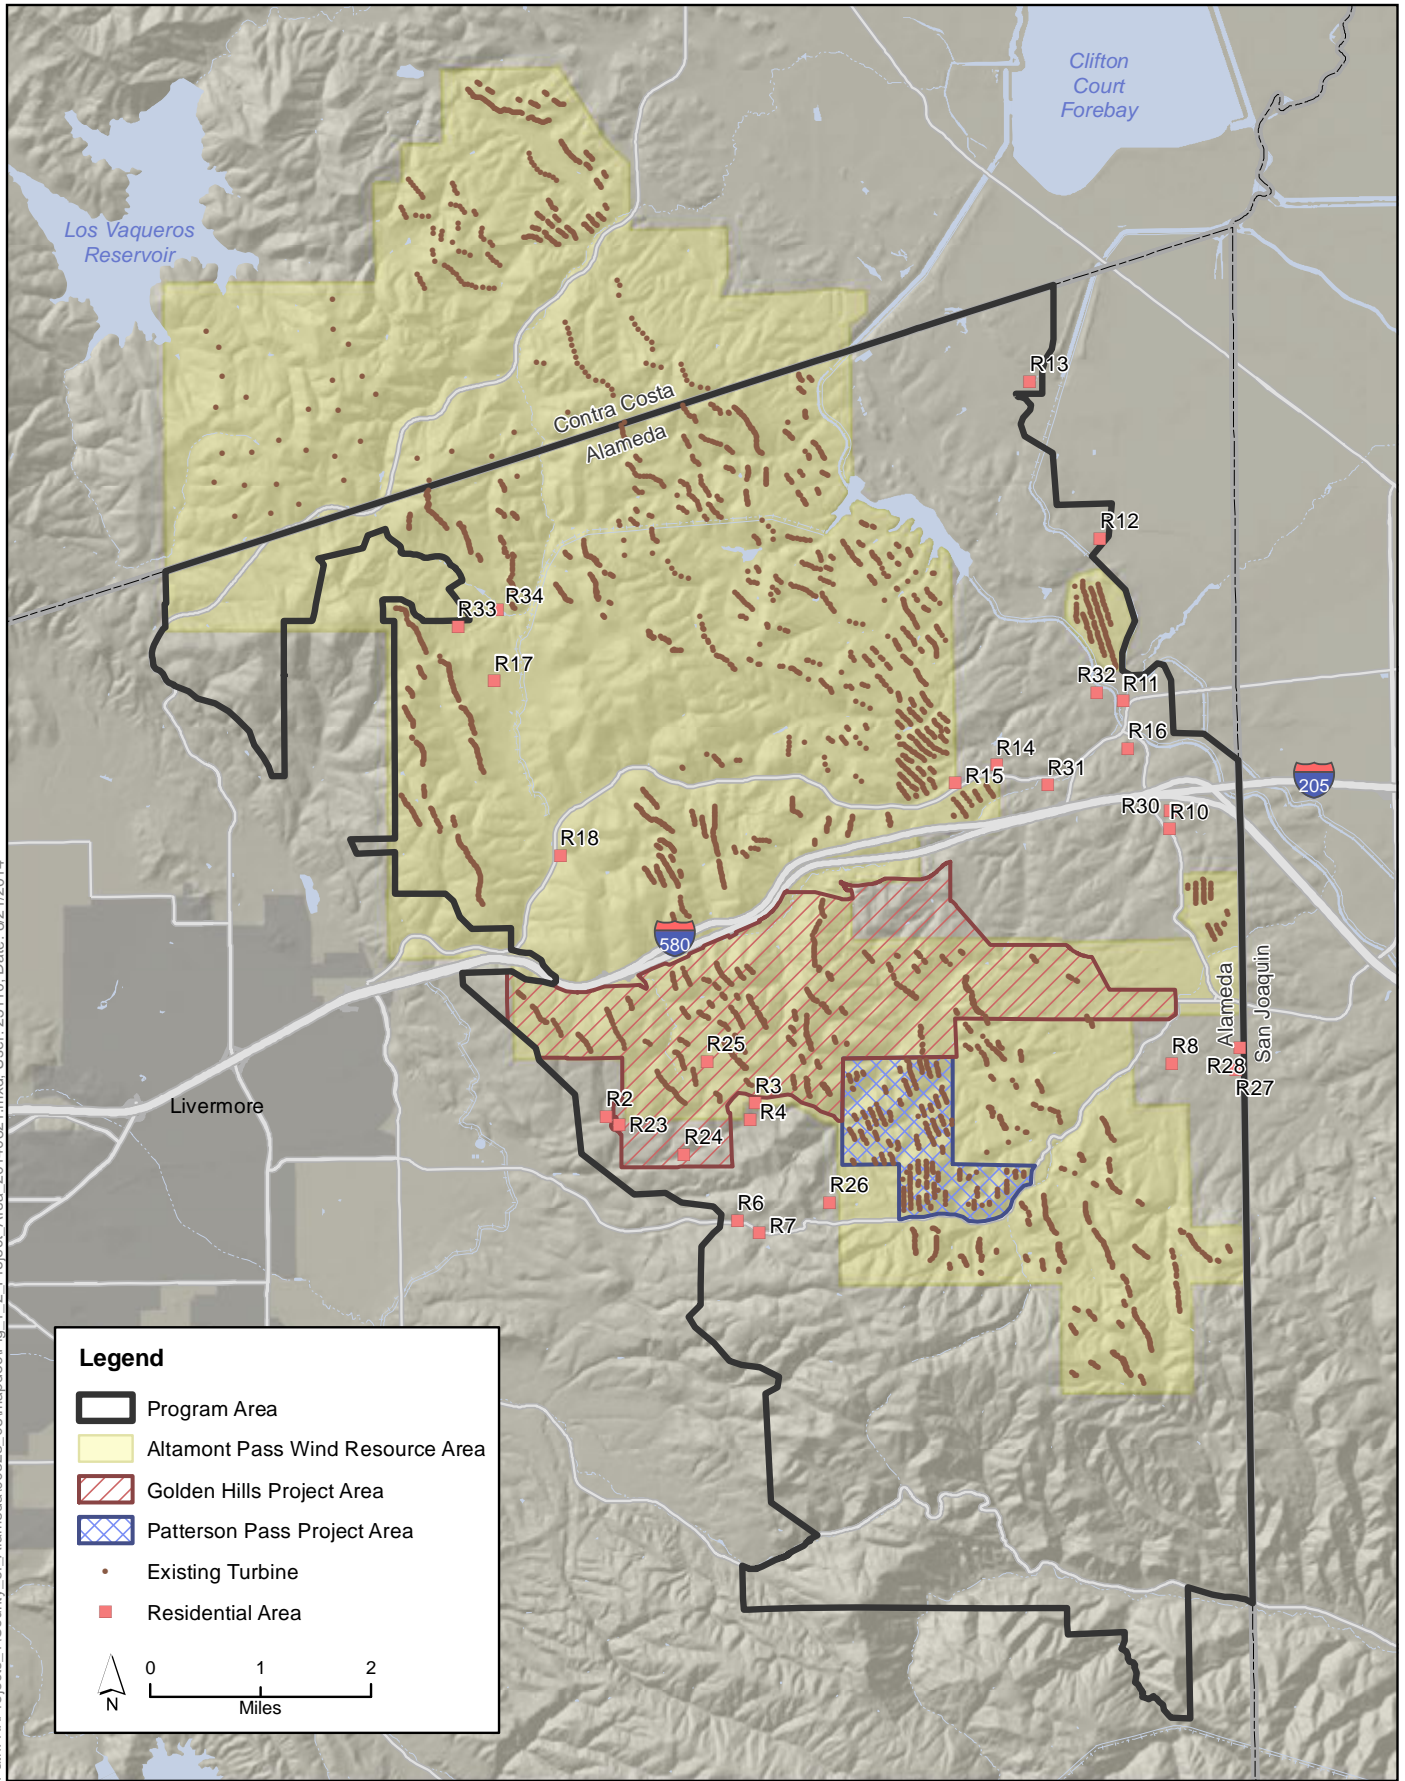 Clifton
Court
Forebay
Los Vaqueros
Reservoir
R13
Contra Costa
Alameda
R12
R34
R33
R17
R32
R11
R16
R14
R31
R15
205
R30
R10
R18
580
Alameda
San Joaquin
R25
R8
R28
R27
R3
R2
R4
R23
R24
Livermore
R26
R6
R7
Legend
Program Area
Altamont Pass Wind Resource Area
Golden Hills Project Area
Patterson Pass Project Area
Existing Turbine
Residential Area
0 1 2
N
Miles